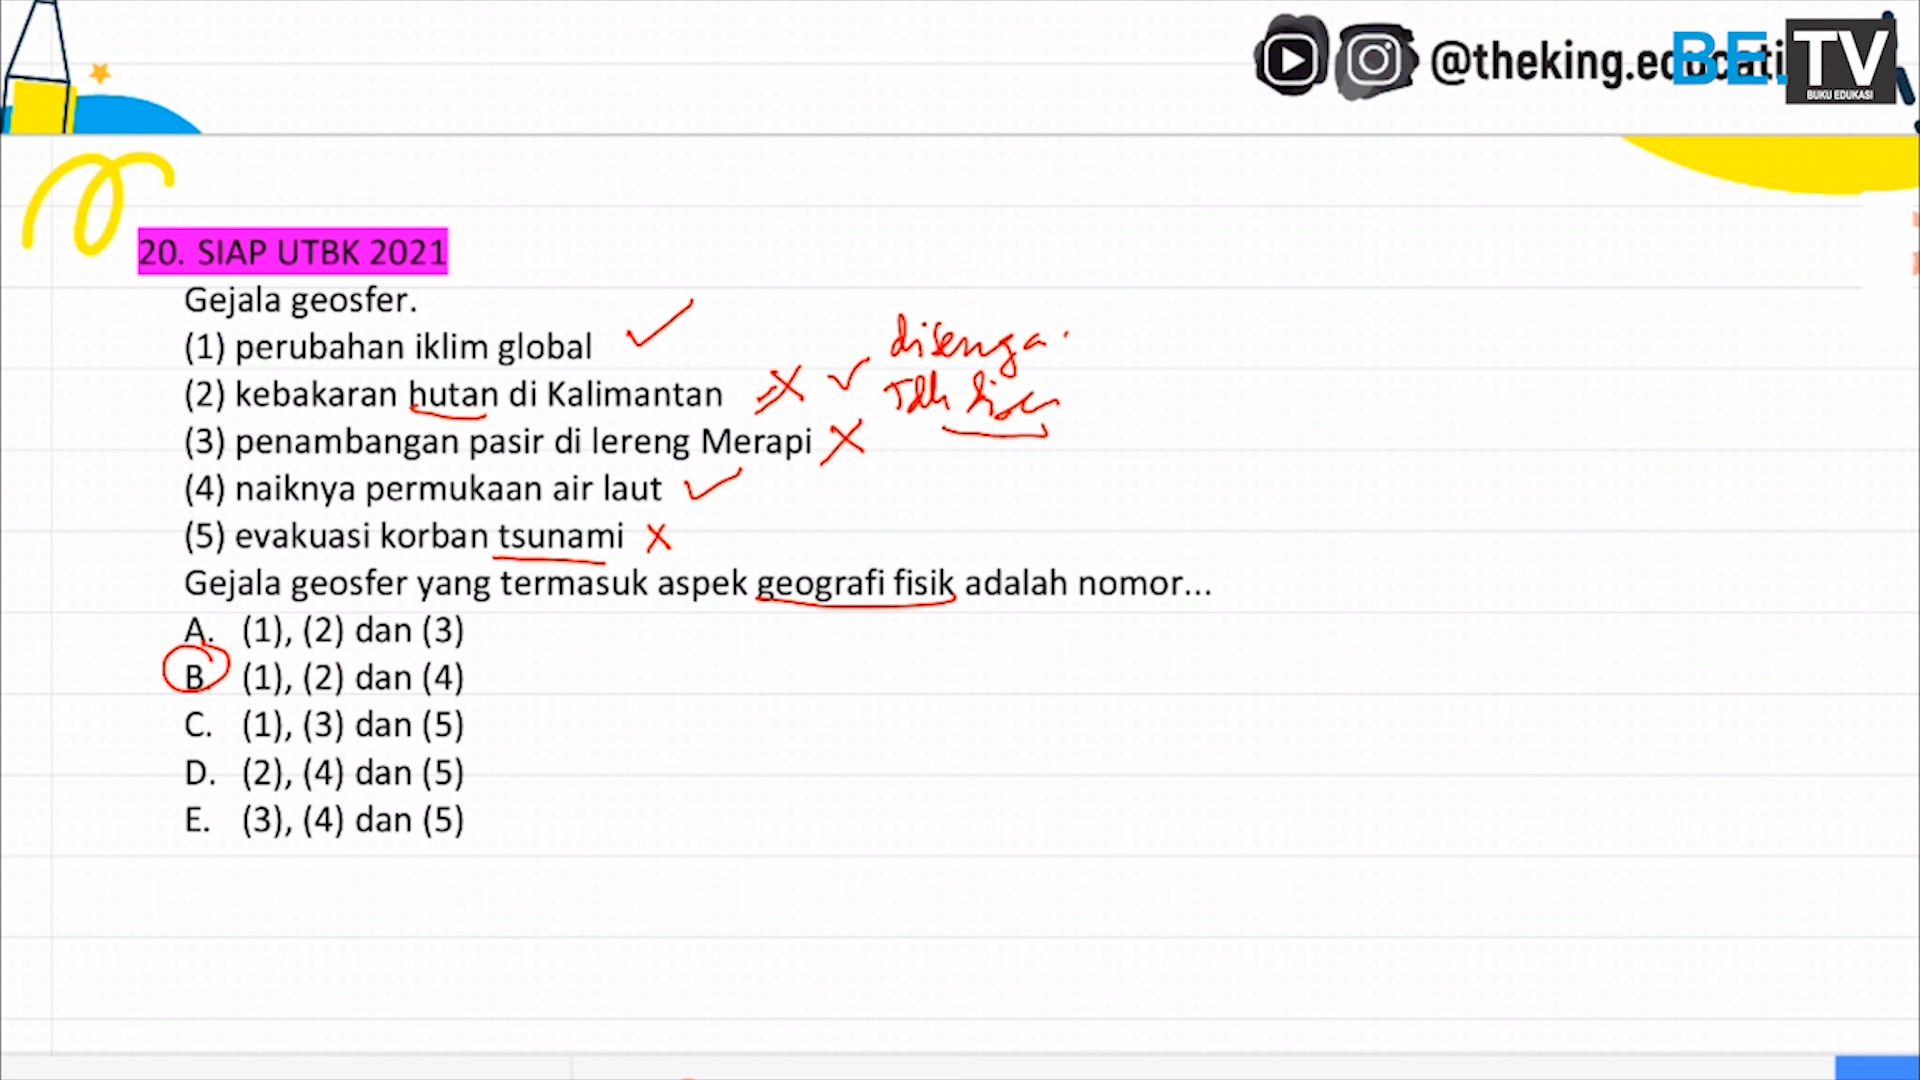 @theking.educati
BE.TV
BUKU EDUKASI
20. SIAP UTBK 2021
Gejala geosfer.
(1) perubahan iklim global
disenga
(2) kebakaran hutan di Kalimantan
(3) penambangan pasir di lereng Merapi
(4) naiknya permukaan air laut
(5) evakuasi korban tsunami
Gejala geosfer yang termasuk aspek geografi fisik adalah nomor...
A. (1), (2) dan (3)
B. (1), (2) dan (4)
C. (1), (3) dan (5)
D. (2), (4) dan (5)
E. (3), (4) dan (5)